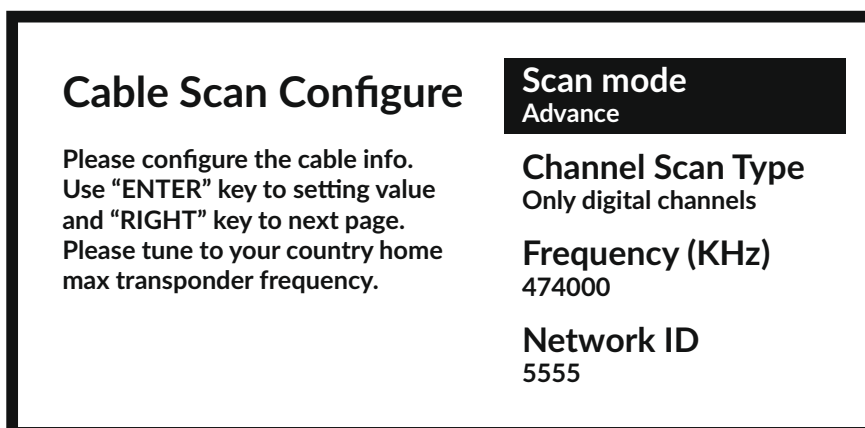 Cable Scan Configure
Please configure the cable info.
Use “ENTER” key to setting value
and “RIGHT” key to next page.
Please tune to your country home
max transponder frequency.
Scan mode
Advance
Channel Scan Type
Only digital channels
Frequency (KHz)
474000
Network ID
5555